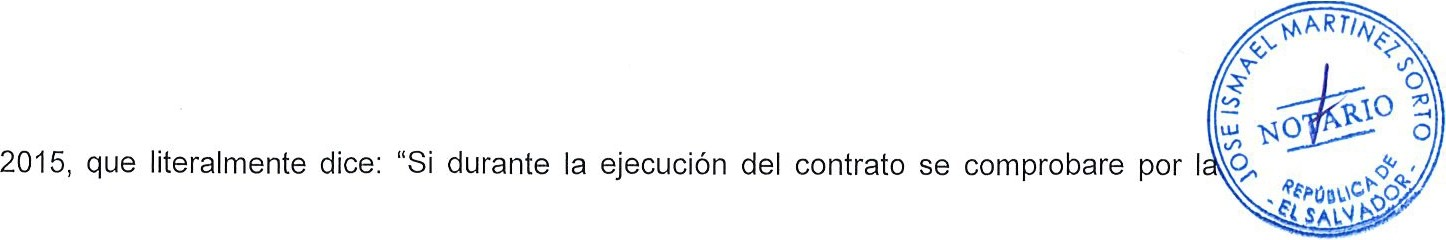 2015, que literalmente dice: “Si durante la ejecución del contrato se comprobare por la
JOSE ISMAEL MARTINEZ SORTO
NOTARIO
REPÚBLICA DE
- EL SALVADOR -